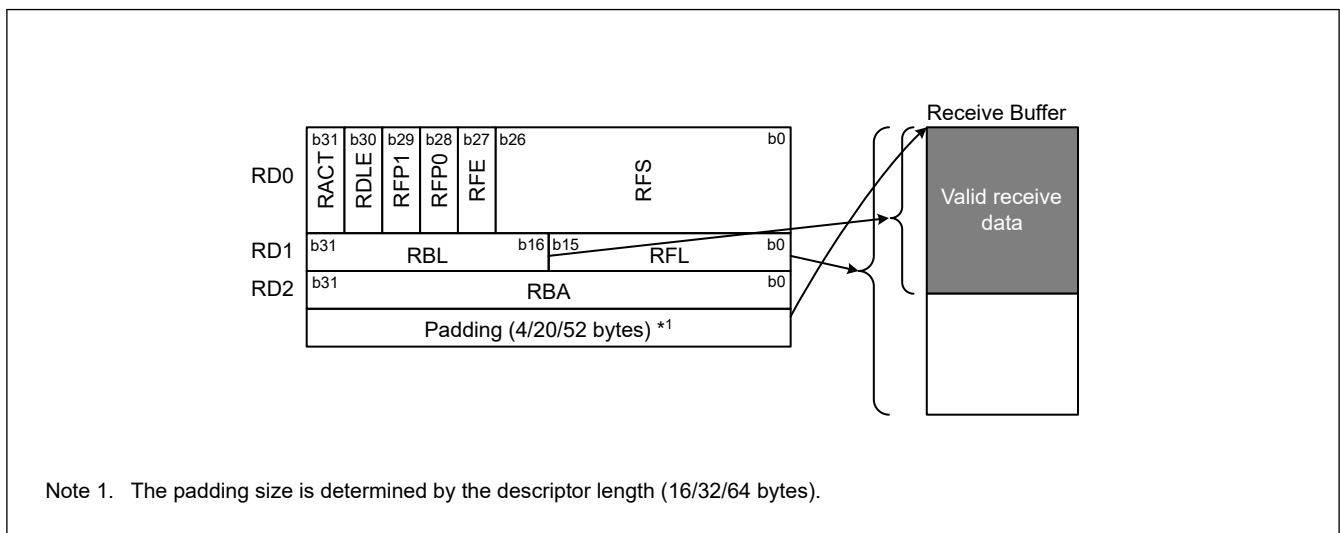 Receive Buffer
b31 b30 b29 b28 b27 b26 b0
RD0 RACT RDLE RFP1 RFP0 RFE RFS
Valid receive
data
RD1 b31 RBL b16 b15 RFL b0
RD2 b31 RBA b0
Padding (4/20/52 bytes) *1
Note 1. The padding size is determined by the descriptor length (16/32/64 bytes).